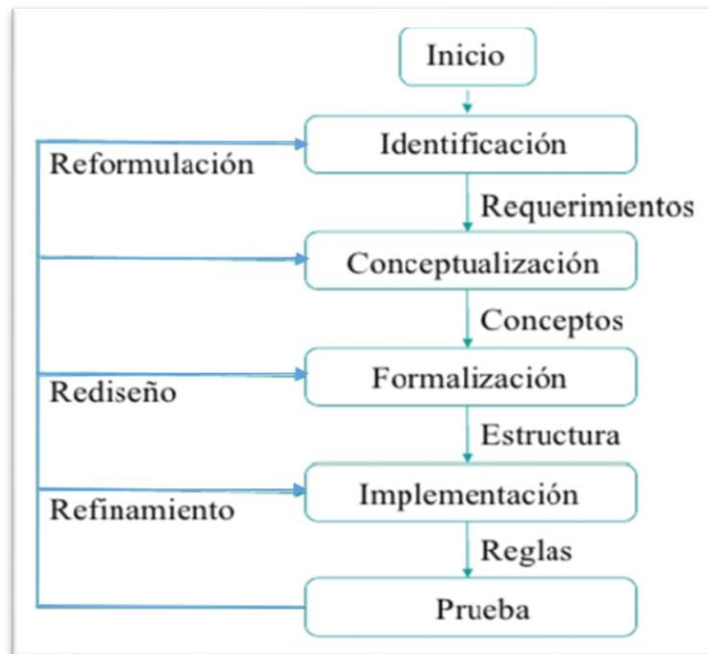 Inicio
Identificación
Reformulación
Requerimientos
Conceptualización
Conceptos
Formalización
Rediseño
Estructura
Implementación
Refinamiento
Reglas
Prueba